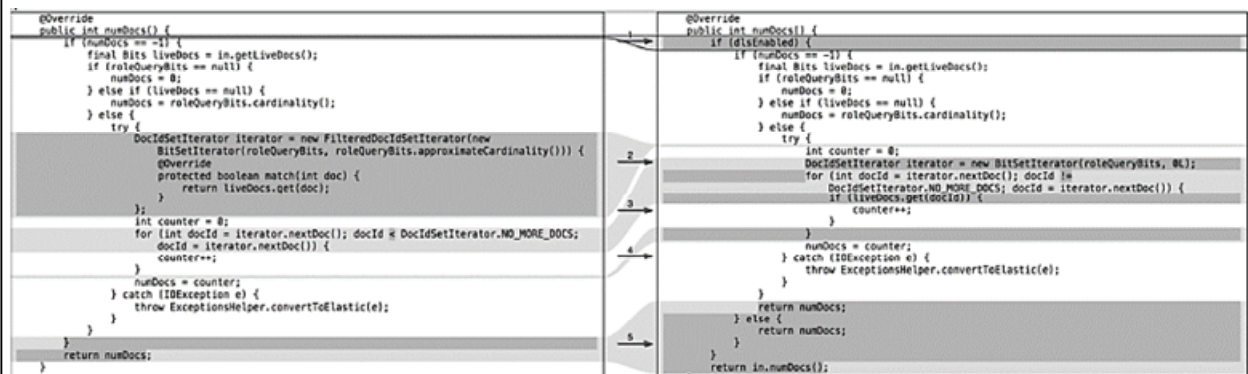 @Override
public int numDocs() {
if (numDocs == -1) {
final Bits liveDocs = in.getLiveDocs();
if (roleQueryBits == null) {
numDocs = 0;
} else if (liveDocs == null) {
numDocs = roleQueryBits.cardinality();
} else {
try {
DocIdSetIterator iterator = new FilteredDocIdSetIterator(new
BitSetIterator(roleQueryBits, roleQueryBits.approximateCardinality())) {
@Override
protected boolean match(int doc) {
return liveDocs.get(doc);
}
};
int counter = 0;
for (int docId = iterator.nextDoc(); docId < DocIdSetIterator.NO_MORE_DOCS;
docId = iterator.nextDoc()) {
counter++;
}
numDocs = counter;
} catch (IOException e) {
throw ExceptionsHelper.convertToElastic(e);
}
}
}
return numDocs;
}
1
2
3
4
5
@Override
public int numDocs() {
if (dlsEnabled) {
if (numDocs == -1) {
final Bits liveDocs = in.getLiveDocs();
if (roleQueryBits == null) {
numDocs = 0;
} else if (liveDocs == null) {
numDocs = roleQueryBits.cardinality();
} else {
try {
int counter = 0;
DocIdSetIterator iterator = new BitSetIterator(roleQueryBits, 0L);
for (int docId = iterator.nextDoc(); docId !=
DocIdSetIterator.NO_MORE_DOCS; docId = iterator.nextDoc()) {
if (liveDocs.get(docId)) {
counter++;
}
}
numDocs = counter;
} catch (IOException e) {
throw ExceptionsHelper.convertToElastic(e);
}
}
return numDocs;
} else {
return numDocs;
}
}
return in.numDocs();